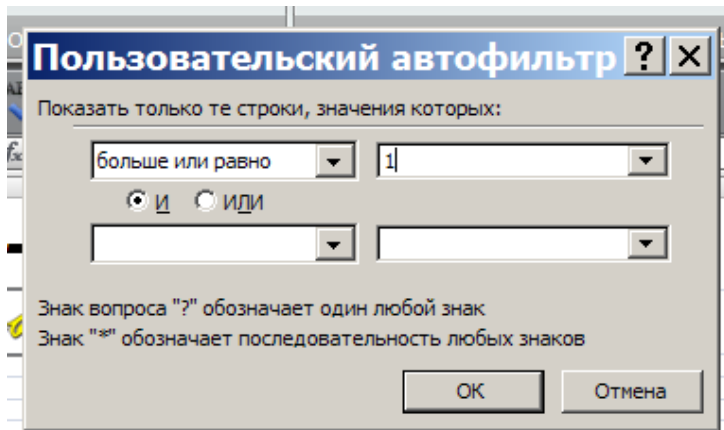 Пользовательский автофильтр
Показать только те строки, значения которых:
больше или равно 1
И ИЛИ
Знак вопроса "?" обозначает один любой знак
Знак "*" обозначает последовательность любых знаков
ОК Отмена